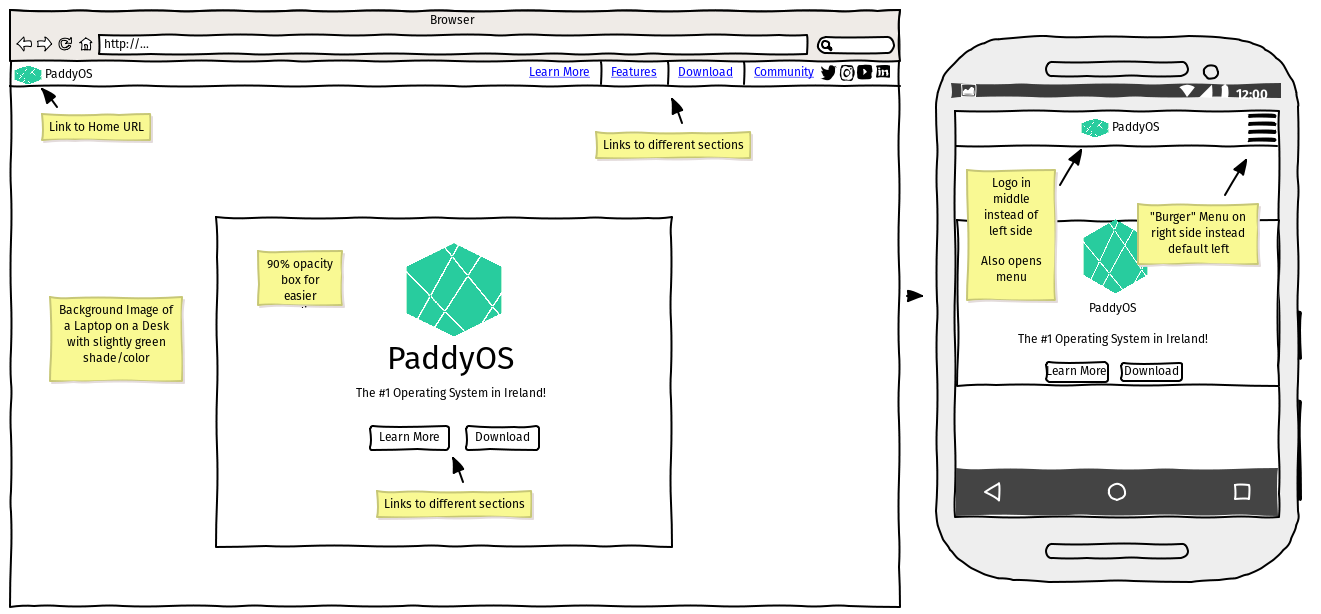 Browser
http://...
PaddyOS
Learn More
Features
Download
Community
Link to Home URL
Links to different sections
90% opacity
box for
easier
Background Image of
a Laptop on a Desk
with slightly green
shade/color
PaddyOS
The #1 Operating System in Ireland!
Learn More
Download
Links to different sections
12:00
PaddyOS
Logo in
middle
instead of
left side
Also opens
menu
"Burger" Menu on
right side instead
default left
PaddyOS
The #1 Operating System in Ireland!
Learn More
Download